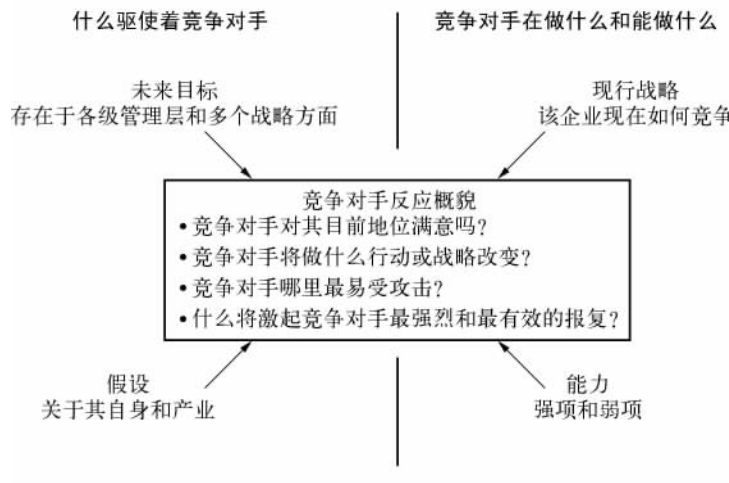 什么驱使着竞争对手
竞争对手在做什么和能做什么
未来目标
存在于各级管理层和多个战略方面
现行战略
该企业现在如何竞争
竞争对手反应概貌
•竞争对手对其目前地位满意吗?
•竞争对手将做什么行动或战略改变?
•竞争对手哪里最易受攻击?
•什么将激起竞争对手最强烈和最有效的报复?
假设
关于其自身和产业
能力
强项和弱项